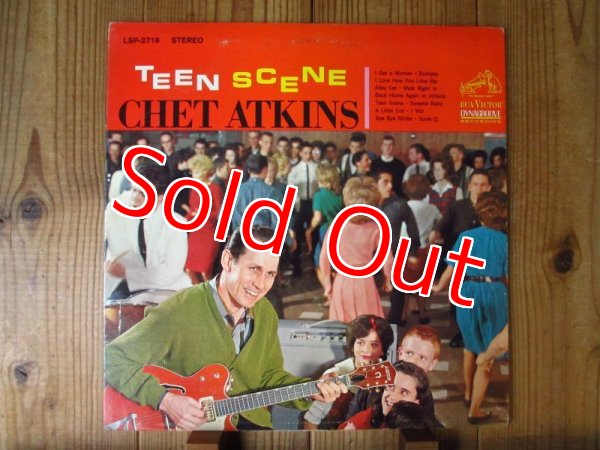 LSP-2719 STEREO
TEEN SCENE
CHET ATKINS
I Got a Woman • Rumpus
I Love How You Love Me
Alley Cat • Walk Right In
Back Home Again in Indiana
Teen Scene • Sweetie Baby
A Little Evil • I Will
Bye Bye Birdie • Susie Q
RCA VICTOR
DYNAGROOVE
RECORDING
Sold Out